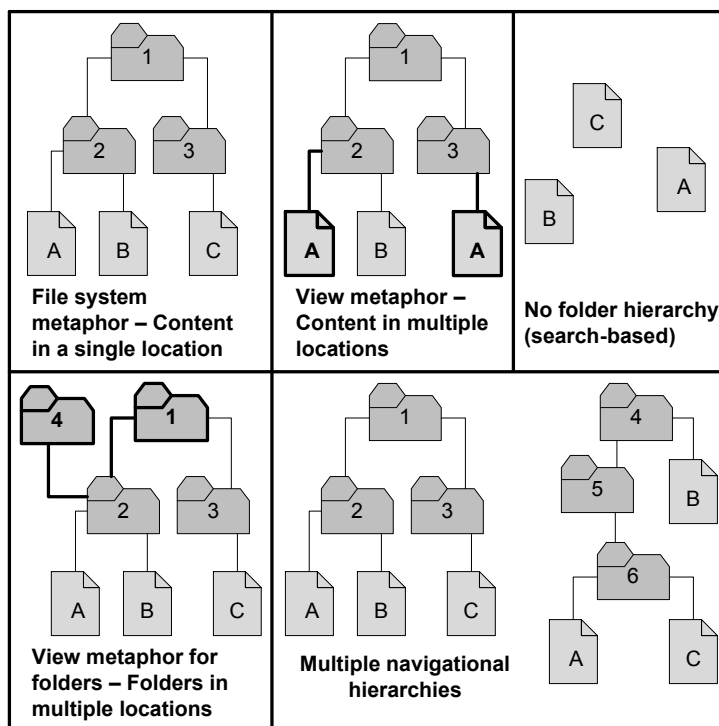 1
2
3
A
B
C
File system
metaphor – Content
in a single location
1
2
3
A
B
A
View metaphor –
Content in multiple
locations
C
A
B
No folder hierarchy
(search-based)
4
1
2
3
A
B
C
View metaphor for
folders – Folders in
multiple locations
1
2
3
A
B
C
4
5
B
6
A
C
Multiple navigational
hierarchies